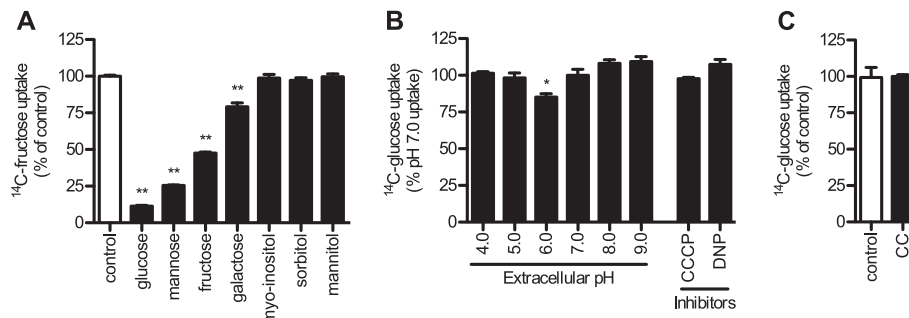 A
14C-fructose uptake
(% of control)
125
100
75
50
25
0
**
**
**
**
control
glucose
mannose
fructose
galactose
myo-inositol
sorbitol
mannitol
B
14C-glucose uptake
(% pH 7.0 uptake)
125
100
75
50
25
0
*
4.0
5.0
6.0
7.0
8.0
9.0
CCCP
DNP
Extracellular pH
Inhibitors
C
14C-glucose uptake
(% of control)
125
100
75
50
25
0
control